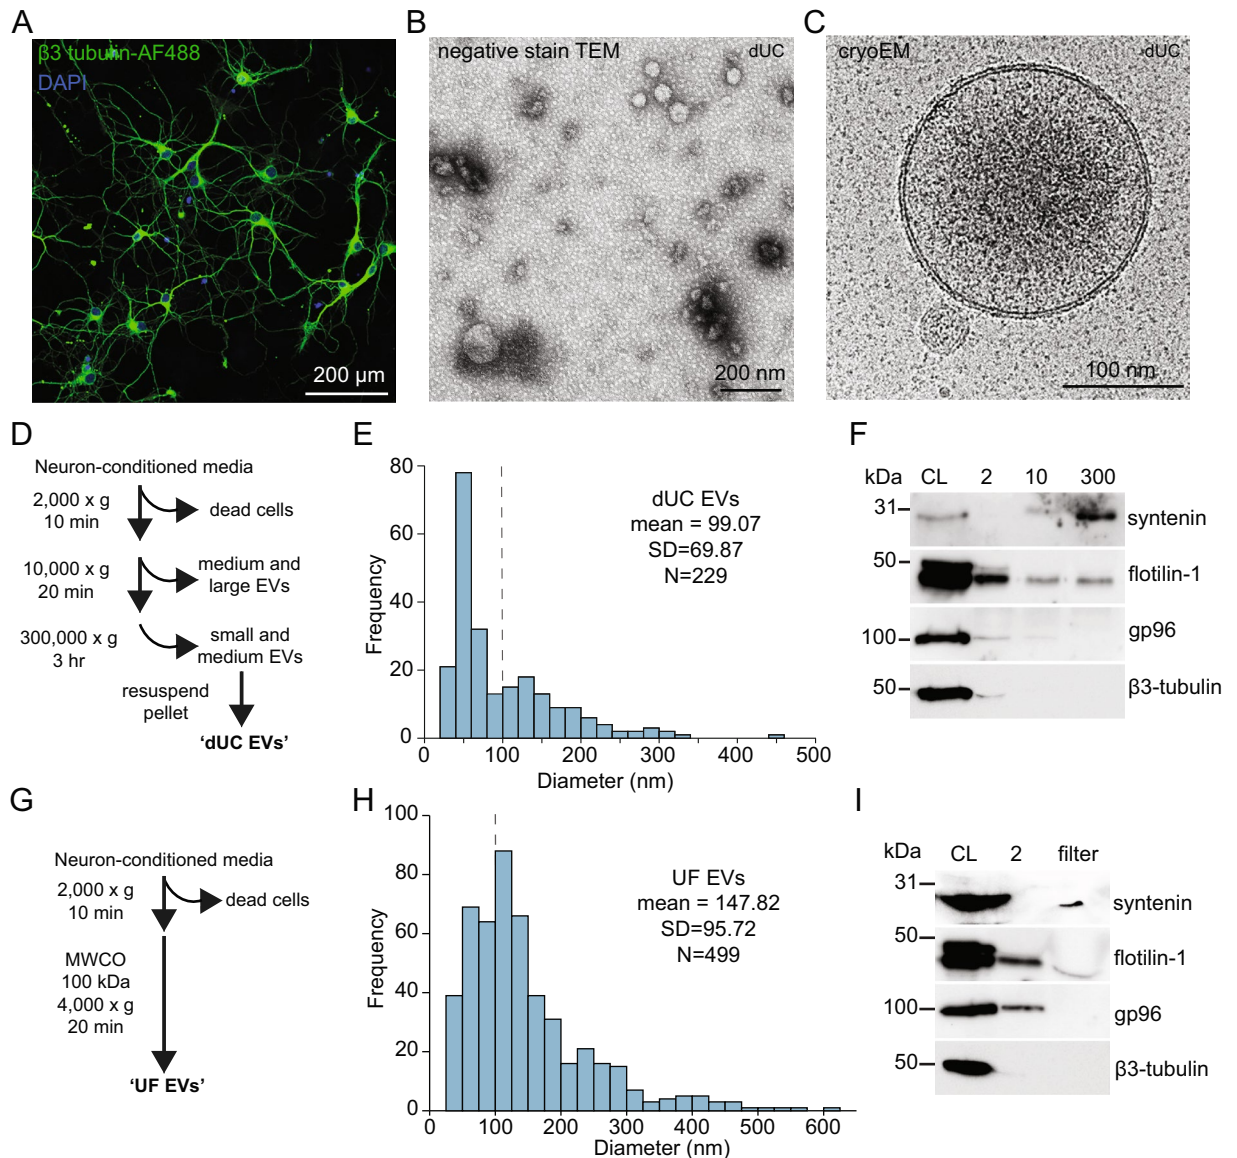 A
β3 tubulin-AF488
DAPI
200 µm
B
negative stain TEM
dUC
200 nm
C
cryoEM
dUC
100 nm
D
Neuron-conditioned media
2,000 x g
10 min
dead cells
10,000 x g
20 min
medium and
large EVs
300,000 x g
3 hr
small and
medium EVs
resuspend
pellet
‘dUC EVs’
E
Frequency
80
60
40
20
0
0 100 200 300 400 500
Diameter (nm)
dUC EVs
mean = 99.07
SD=69.87
N=229
F
kDa CL 2 10 300
31 syntenin
50 flotilin-1
100 gp96
50 β3-tubulin
G
Neuron-conditioned media
2,000 x g
10 min
dead cells
MWCO
100 kDa
4,000 x g
20 min
‘UF EVs’
H
Frequency
100
80
60
40
20
0
0 100 200 300 400 500 600
Diameter (nm)
UF EVs
mean = 147.82
SD=95.72
N=499
I
kDa CL 2 filter
31 syntenin
50 flotilin-1
100 gp96
50 β3-tubulin